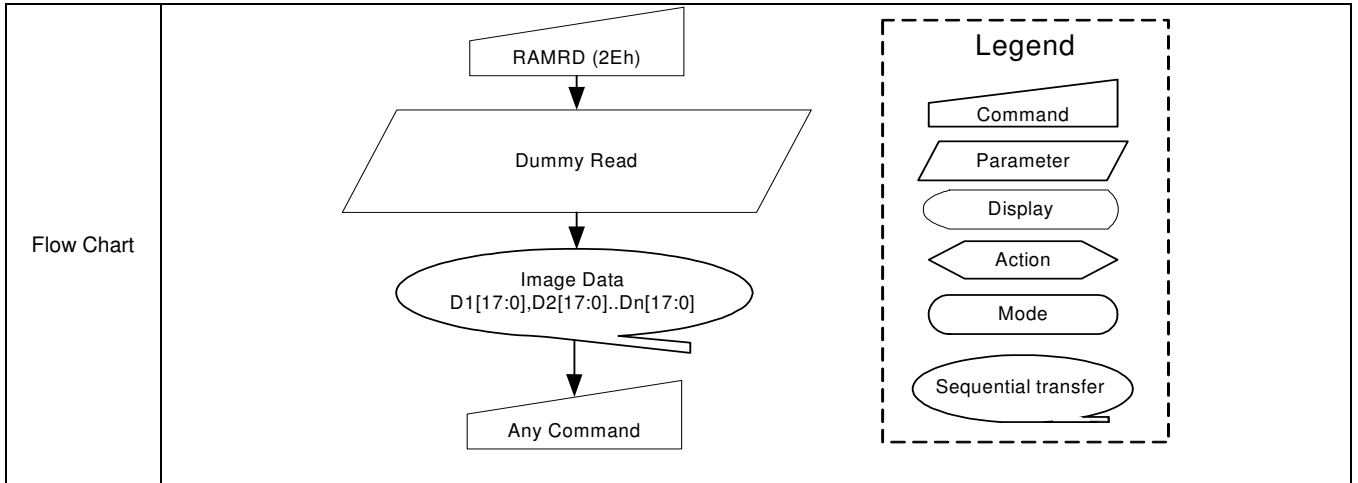 Flow Chart
RAMRD (2Eh)
Dummy Read
Image Data
D1[17:0],D2[17:0]..Dn[17:0]
Any Command
Legend
Command
Parameter
Display
Action
Mode
Sequential transfer